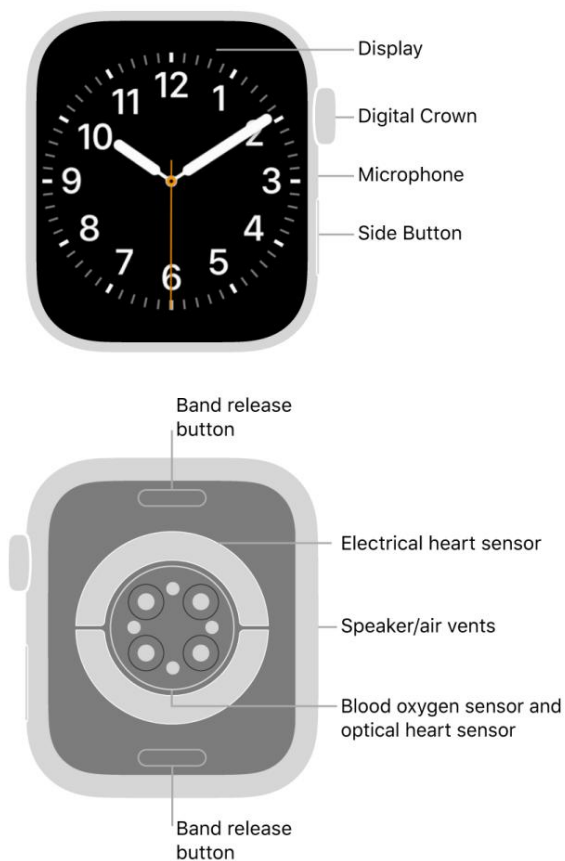 Display
12
11
1
10
2
Digital Crown
9
3
Microphone
8
4
Side Button
7
5
6
Band release
button
Electrical heart sensor
Speaker/air vents
Blood oxygen sensor and
optical heart sensor
Band release
button